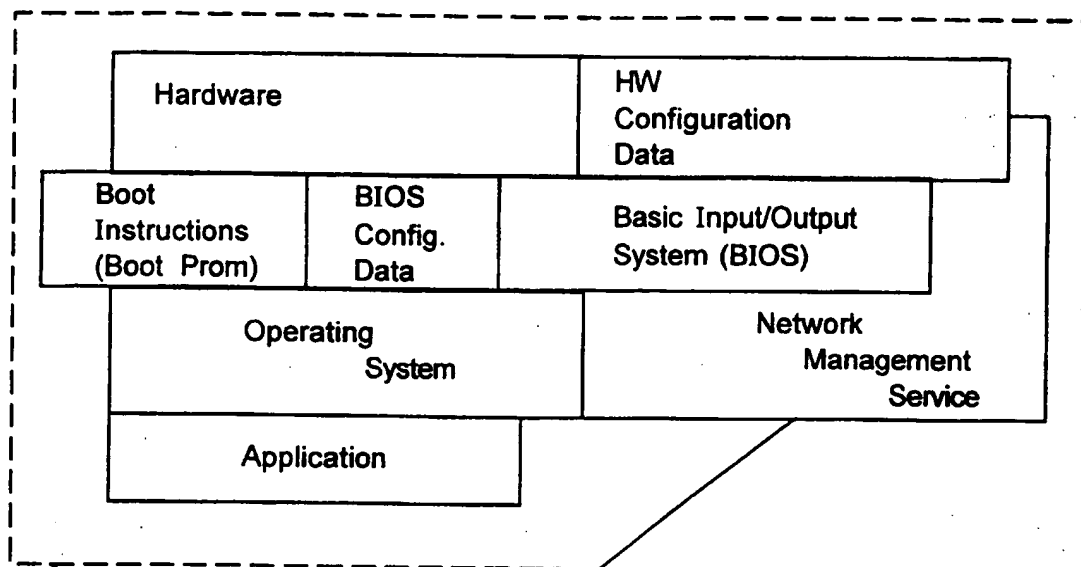 Hardware
HW
Configuration
Data
Boot
Instructions
(Boot Prom)
BIOS
Config.
Data
Basic Input/Output
System (BIOS)
Operating
System
Network
Management
Service
Application